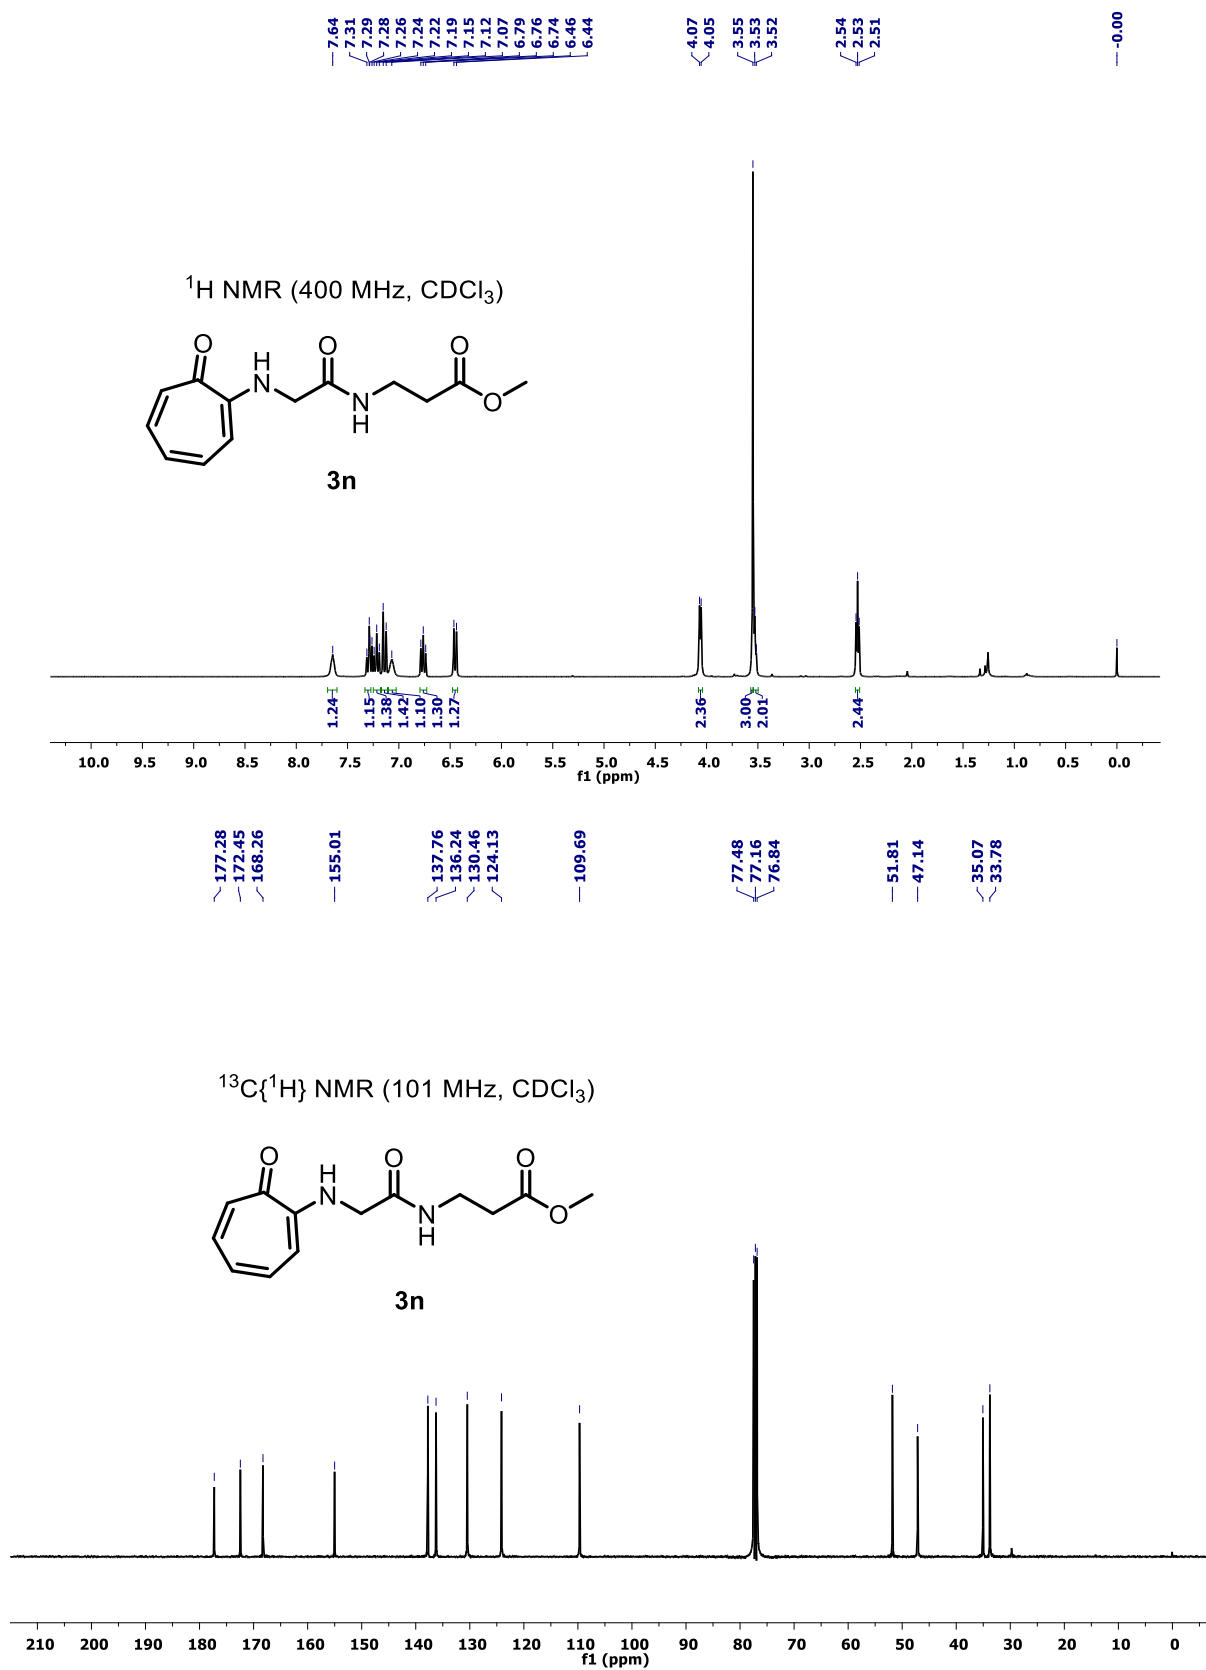 7.64
7.31
7.29
7.28
7.26
7.24
7.22
7.19
7.15
7.12
7.07
6.79
6.76
6.74
6.46
6.44
4.07
4.05
3.55
3.53
3.52
2.54
2.53
2.51
-0.00
¹H NMR (400 MHz, CDCl₃)
O
H
N
O
N
H
O
O
3n
1.24
1.15
1.38
1.42
1.10
1.30
1.27
2.36
3.00
2.01
2.44
10.0 9.5 9.0 8.5 8.0 7.5 7.0 6.5 6.0 5.5 5.0 4.5 4.0 3.5 3.0 2.5 2.0 1.5 1.0 0.5 0.0
f1 (ppm)
177.28
172.45
168.26
155.01
137.76
136.24
130.46
124.13
109.69
77.48
77.16
76.84
51.81
47.14
35.07
33.78
¹³C{¹H} NMR (101 MHz, CDCl₃)
O
H
N
O
N
H
O
O
3n
210 200 190 180 170 160 150 140 130 120 110 100 90 80 70 60 50 40 30 20 10 0
f1 (ppm)